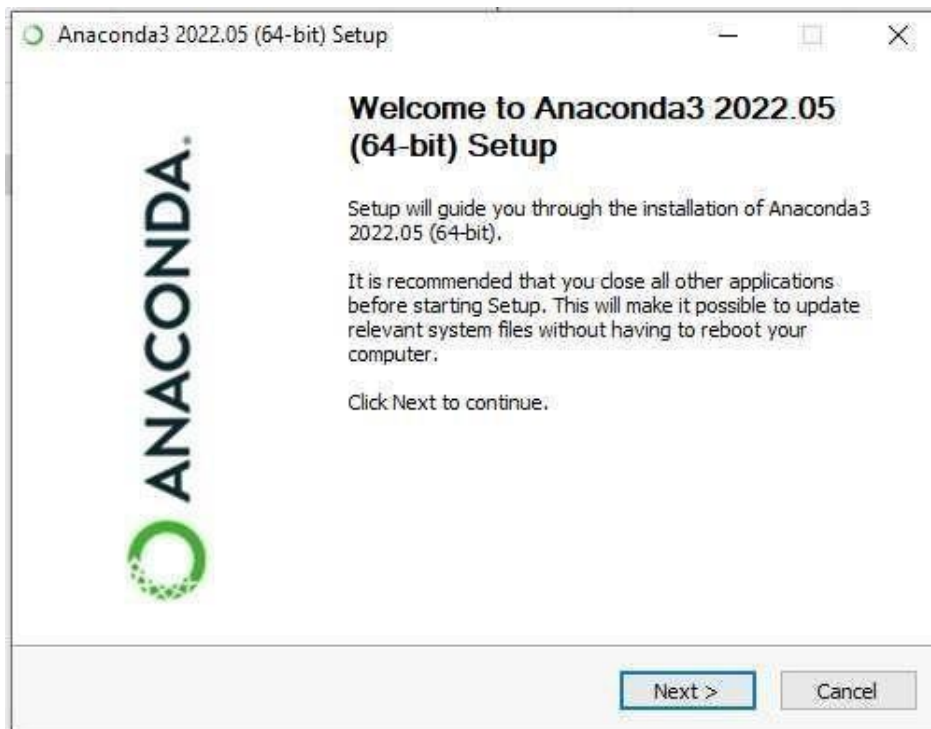 Anaconda3 2022.05 (64-bit) Setup
Welcome to Anaconda3 2022.05
(64-bit) Setup
ANACONDA.
Setup will guide you through the installation of Anaconda3
2022.05 (64-bit).
It is recommended that you close all other applications
before starting Setup. This will make it possible to update
relevant system files without having to reboot your
computer.
Click Next to continue.
Next >
Cancel